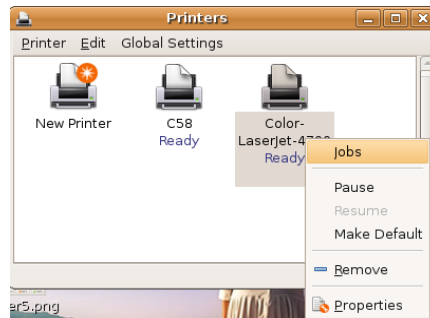 Printers
Printer Edit Global Settings
New Printer
C58
Ready
Color-
LaserJet-4700
Ready
Jobs
Pause
Resume
Make Default
Remove
Properties
er5.png